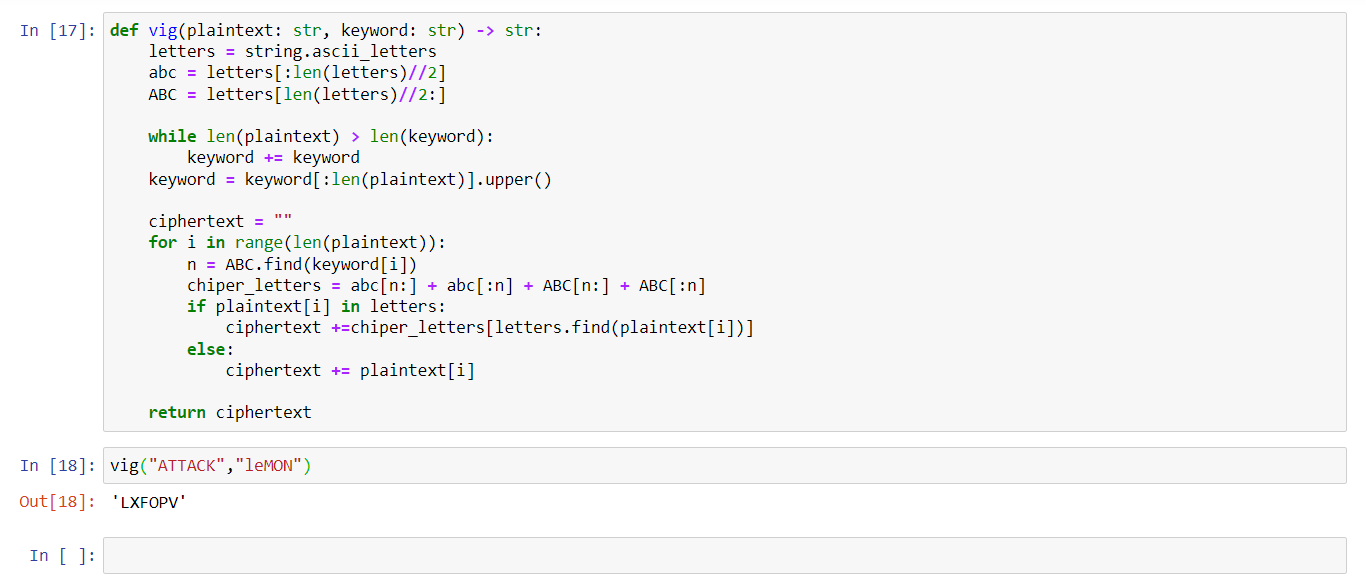 In [17]: def vig(plaintext: str, keyword: str) -> str:
    letters = string.ascii_letters
    abc = letters[:len(letters)//2]
    ABC = letters[len(letters)//2:]

    while len(plaintext) > len(keyword):
        keyword += keyword
    keyword = keyword[:len(plaintext)].upper()

    ciphertext = ""
    for i in range(len(plaintext)):
        n = ABC.find(keyword[i])
        chiper_letters = abc[n:] + abc[:n] + ABC[n:] + ABC[:n]
        if plaintext[i] in letters:
            ciphertext +=chiper_letters[letters.find(plaintext[i])]
        else:
            ciphertext += plaintext[i]

    return ciphertext
In [18]: vig("ATTACK","leMON")
Out[18]: 'LXFOPV'
In [ ]: